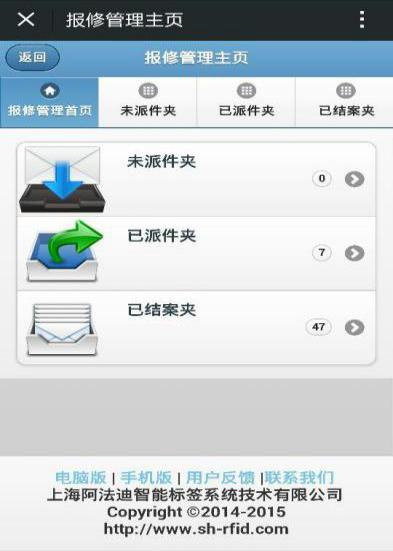 报修管理主页
返回
报修管理主页
报修管理首页 未派件夹 已派件夹 已结案夹
未派件夹
0
已派件夹
7
已结案夹
47
电脑版 | 手机版 | 用户反馈 |联系我们
上海阿法迪智能标签系统技术有限公司
Copyright ©2014-2015
http://www.sh-rfid.com